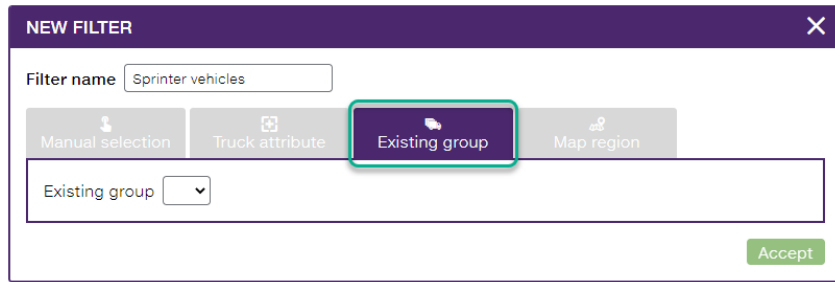 NEW FILTER
Filter name Sprinter vehicles
Manual selection Truck attribute Existing group Map region
Existing group
Accept